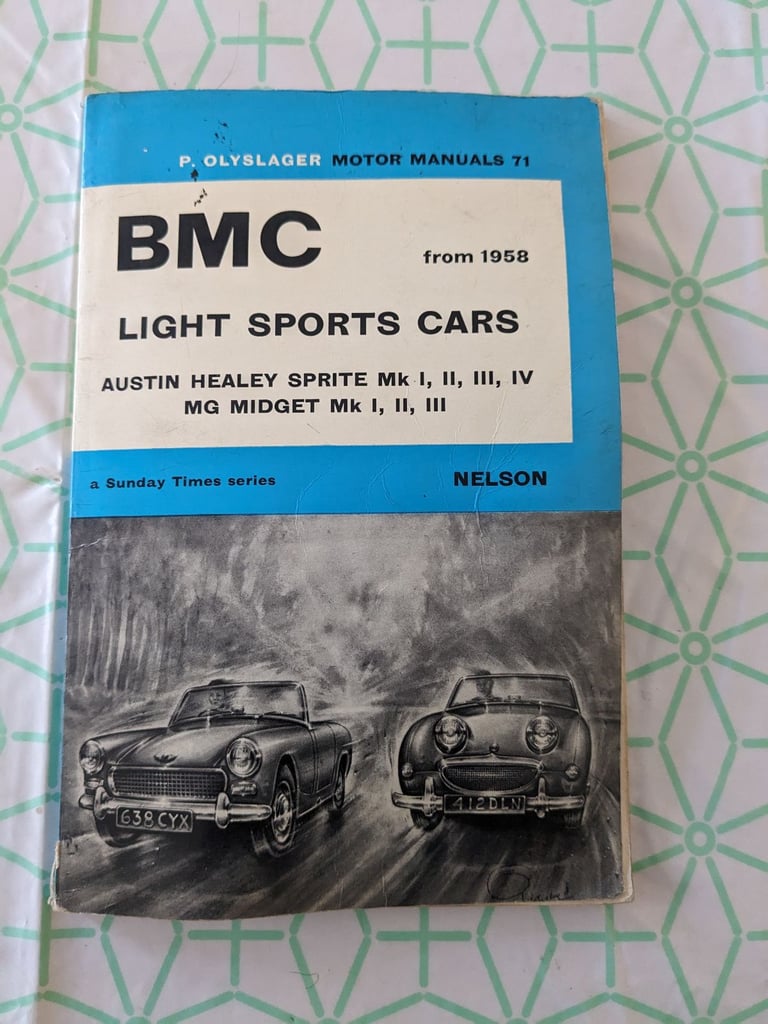 P. OLYSLAGER MOTOR MANUALS 71
BMC from 1958
LIGHT SPORTS CARS
AUSTIN HEALEY SPRITE Mk I, II, III, IV
MG MIDGET Mk I, II, III
a Sunday Times series NELSON
638 CYX
412 DLN